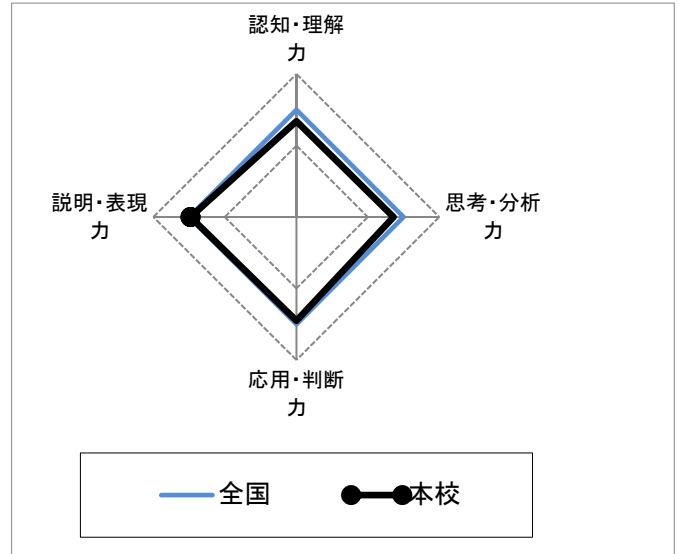 認知・理解
力
説明・表現
力
思考・分析
力
応用・判断
力
全国
本校